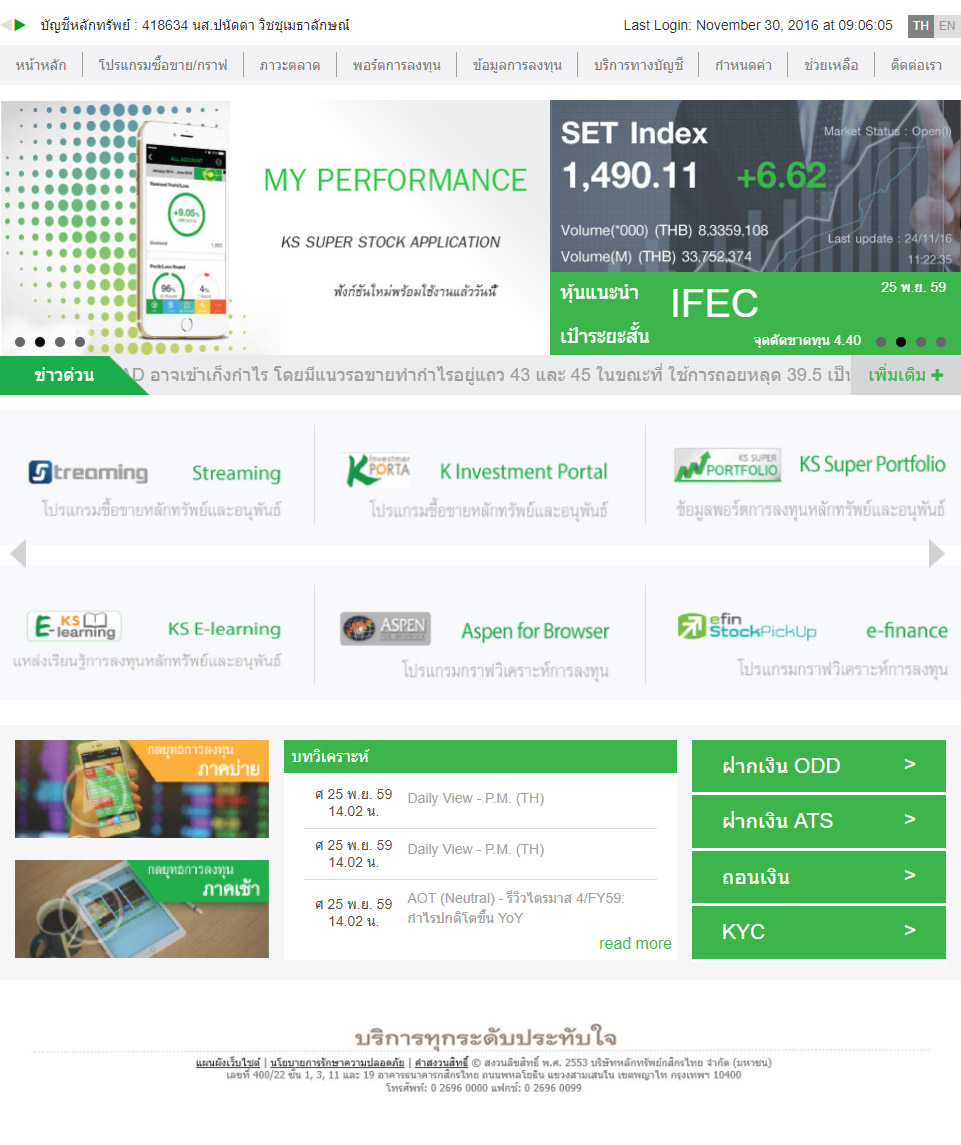 บัญชีหลักทรัพย์ : 418634 นส.ปนัดดา วิชชุเมธาลักษณ์
Last Login: November 30, 2016 at 09:06:05
TH EN
หน้าหลัก
โปรแกรมซื้อขาย/กราฟ
ภาวะตลาด
พอร์ตการลงทุน
ข้อมูลการลงทุน
บริการทางบัญชี
กำหนดค่า
ช่วยเหลือ
ติดต่อเรา
ALL ACCOUNT
+9.05%
96%
4%
MY PERFORMANCE
KS SUPER STOCK APPLICATION
ฟังก์ชันใหม่พร้อมใช้งานแล้ววันนี้
SET Index
Market Status : Open(I)
1,490.11 +6.62
Volume(*000) (THB) 8,3359,108
Last update : 24/11/16
Volume(M) (THB) 33,752,374
11:22.35
หุ้นแนะนำ
IFEC
25 พ.ย. 59
เป้าระยะสั้น
จุดตัดขาดทุน 4.40
ข่าวด่วน
AD อาจเข้าเก็งกำไร โดยมีแนวรอขายทำกำไรอยู่แถว 43 และ 45 ในขณะที่ ใช้การถอยหลุด 39.5 เป็น
เพิ่มเติม +
Streaming
Streaming
โปรแกรมซื้อขายหลักทรัพย์และอนุพันธ์
K Investmer PORTA
K Investment Portal
โปรแกรมซื้อขายหลักทรัพย์และอนุพันธ์
KS SUPER PORTFOLIO
KS Super Portfolio
ข้อมูลพอร์ตการลงทุนหลักทรัพย์และอนุพันธ์
KS E-learning
KS E-learning
แหล่งเรียนรู้การลงทุนหลักทรัพย์และอนุพันธ์
ASPEN
Aspen for Browser
โปรแกรมกราฟวิเคราะห์การลงทุน
efin StockPickUp
e-finance
โปรแกรมกราฟวิเคราะห์การลงทุน
กลยุทธการลงทุน
ภาคบ่าย
กลยุทธการลงทุน
ภาคเช้า
บทวิเคราะห์
ศ 25 พ.ย. 59
14.02 น.
Daily View - P.M. (TH)
ศ 25 พ.ย. 59
14.02 น.
Daily View - P.M. (TH)
ศ 25 พ.ย. 59
14.02 น.
AOT (Neutral) - รีวิวไตรมาส 4/FY59:
กำไรปกติโตขึ้น YoY
read more
ฝากเงิน ODD >
ฝากเงิน ATS >
ถอนเงิน >
KYC >
บริการทุกระดับประทับใจ
แผนผังเว็บไซต์ | นโยบายการรักษาความปลอดภัย | คำสงวนสิทธิ์ © สงวนลิขสิทธิ์ พ.ศ. 2553 บริษัทหลักทรัพย์กสิกรไทย จำกัด (มหาชน)
เลขที่ 400/22 ชั้น 1, 3, 11 และ 19 อาคารธนาคารกสิกรไทย ถนนพหลโยธิน แขวงสามเสนใน เขตพญาไท กรุงเทพฯ 10400
โทรศัพท์: 0 2696 0000 แฟกซ์: 0 2696 0099